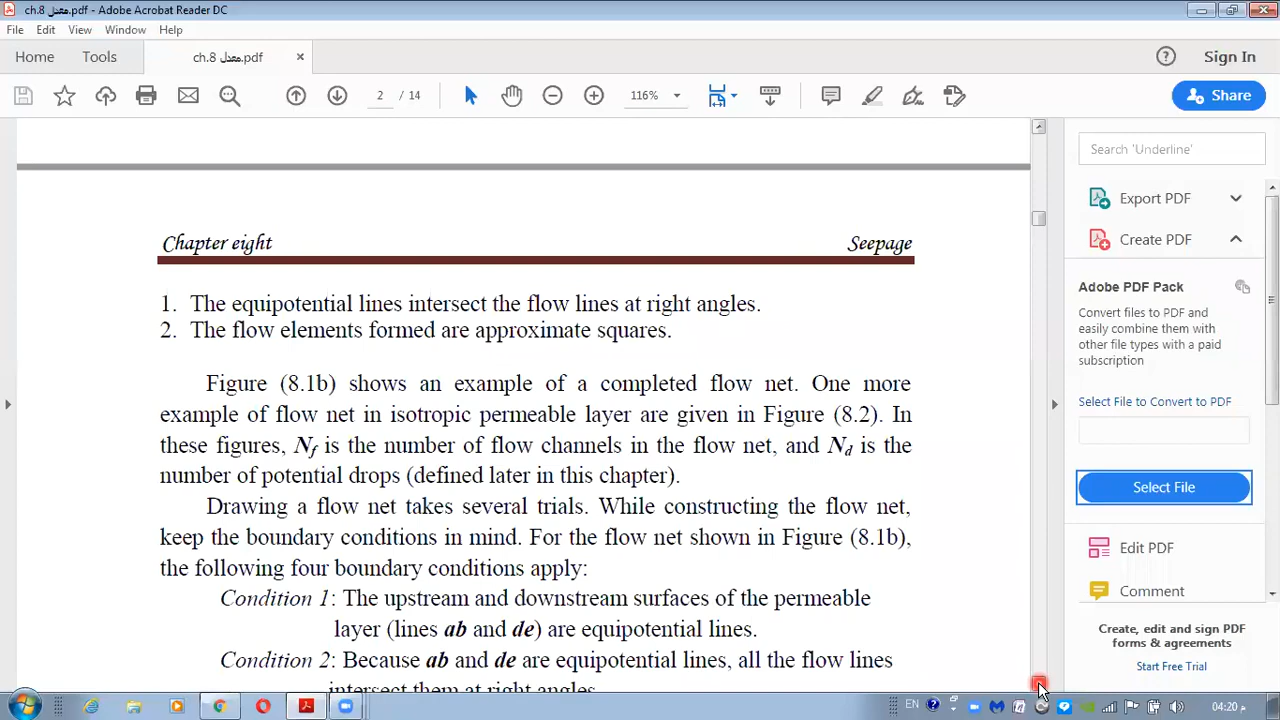 ch.8 معدل.pdf - Adobe Acrobat Reader DC
File Edit View Window Help
Home Tools ch.8 معدل.pdf × Sign In
2 / 14 116% Share
Search 'Underline'
Export PDF
Create PDF
Adobe PDF Pack
Convert files to PDF and
easily combine them with
other file types with a paid
subscription
Select File to Convert to PDF
Select File
Edit PDF
Comment
Create, edit and sign PDF
forms & agreements
Start Free Trial
Chapter eight Seepage
1. The equipotential lines intersect the flow lines at right angles.
2. The flow elements formed are approximate squares.
Figure (8.1b) shows an example of a completed flow net. One more
example of flow net in isotropic permeable layer are given in Figure (8.2). In
these figures, Nf is the number of flow channels in the flow net, and Nd is the
number of potential drops (defined later in this chapter).
Drawing a flow net takes several trials. While constructing the flow net,
keep the boundary conditions in mind. For the flow net shown in Figure (8.1b),
the following four boundary conditions apply:
Condition 1: The upstream and downstream surfaces of the permeable
layer (lines ab and de) are equipotential lines.
Condition 2: Because ab and de are equipotential lines, all the flow lines
intersect them at right angles.
EN 04:20 م